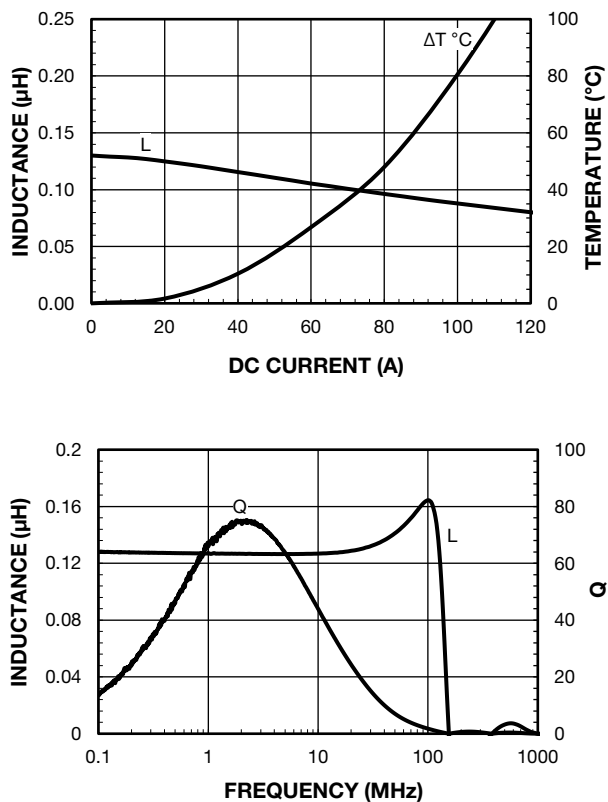 INDUCTANCE (µH)
0.25
0.20
0.15
0.10
0.05
0.00
L
ΔT °C
100
80
60
40
20
0
TEMPERATURE (°C)
0 20 40 60 80 100 120
DC CURRENT (A)
INDUCTANCE (µH)
0.2
0.16
0.12
0.08
0.04
0
Q
L
100
80
60
40
20
0
Q
0.1 1 10 100 1000
FREQUENCY (MHz)